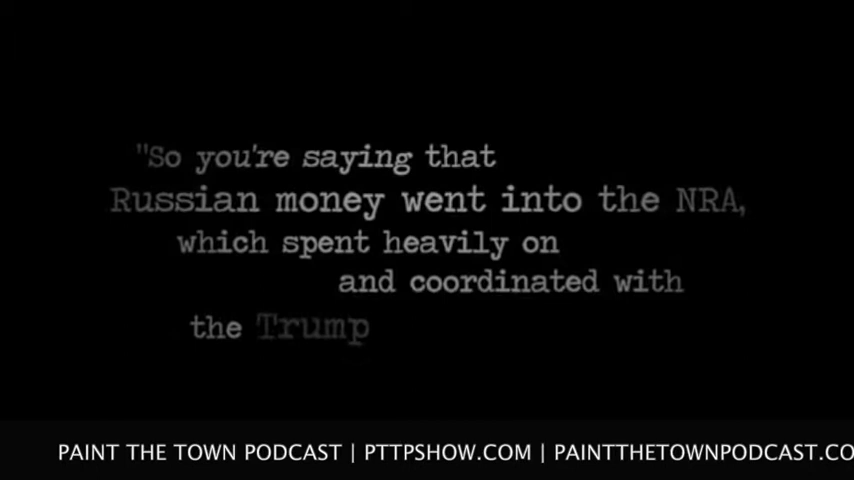 "So you're saying that
Russian money went into the NRA,
which spent heavily on
and coordinated with
the Trump
PAINT THE TOWN PODCAST | PTTPSHOW.COM | PAINTTHETOWNPODCAST.CO